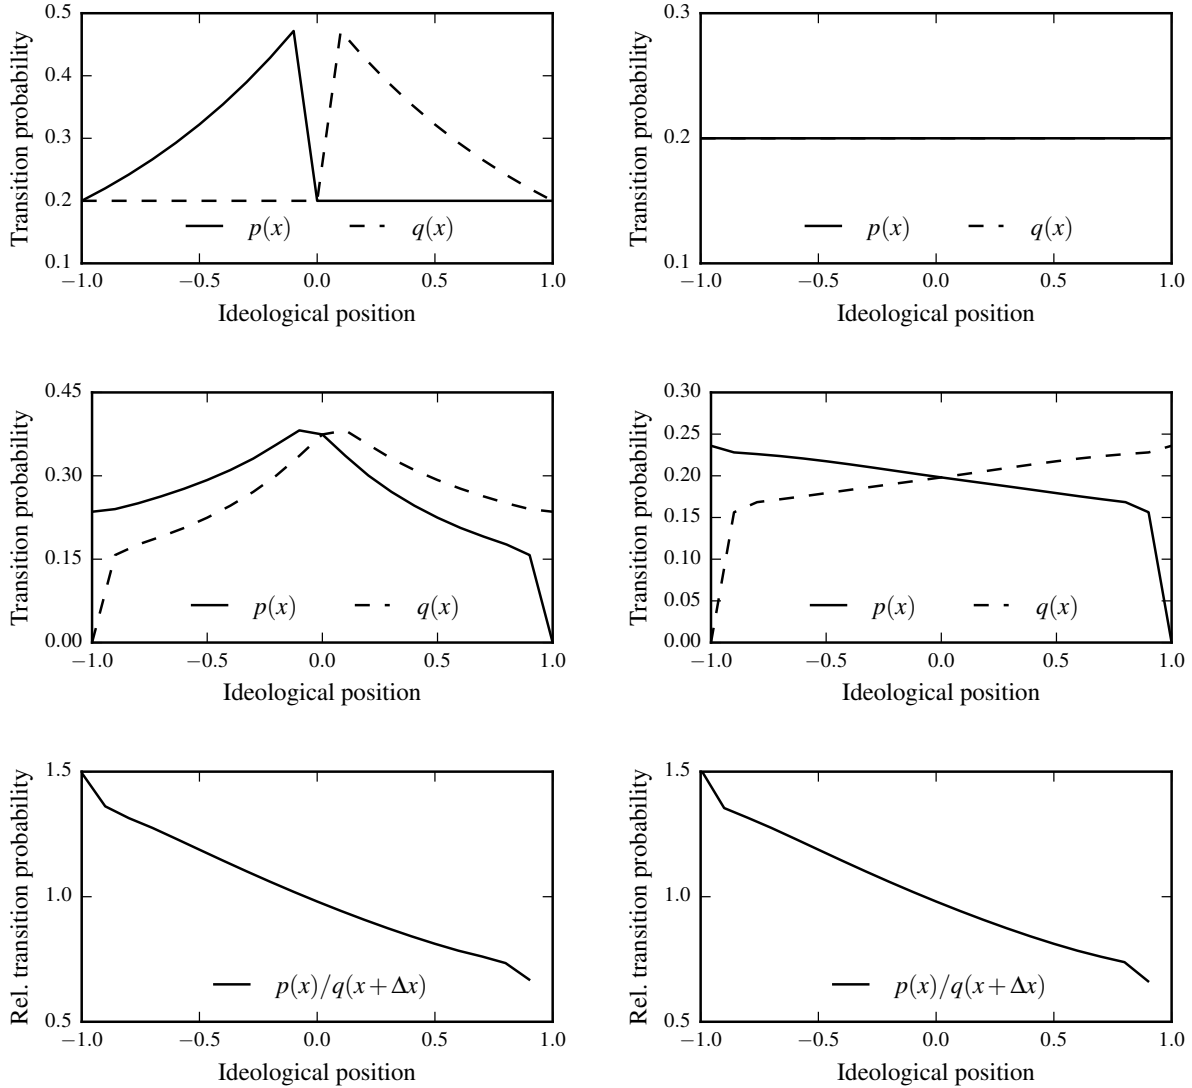 0.5
0.4
0.3
0.2
0.1
Transition probability
p(x)
q(x)
−1.0 −0.5 0.0 0.5 1.0
Ideological position
0.3
0.2
0.1
Transition probability
p(x)
q(x)
−1.0 −0.5 0.0 0.5 1.0
Ideological position
0.45
0.30
0.15
0.00
Transition probability
p(x)
q(x)
−1.0 −0.5 0.0 0.5 1.0
Ideological position
0.30
0.25
0.20
0.15
0.10
0.05
0.00
Transition probability
p(x)
q(x)
−1.0 −0.5 0.0 0.5 1.0
Ideological position
1.5
1.0
0.5
Rel. transition probability
p(x)/q(x+Δx)
−1.0 −0.5 0.0 0.5 1.0
Ideological position
1.5
1.0
0.5
Rel. transition probability
p(x)/q(x+Δx)
−1.0 −0.5 0.0 0.5 1.0
Ideological position